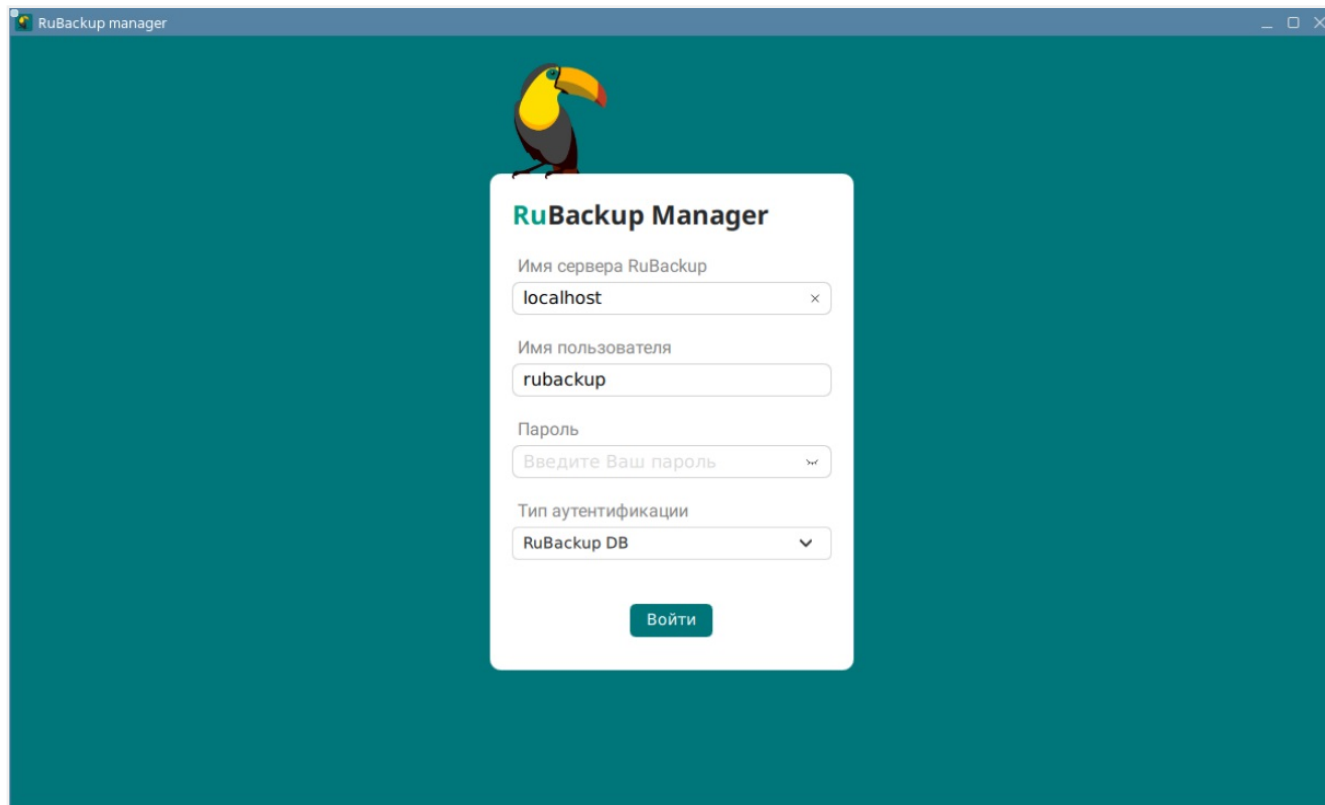 RuBackup manager
RuBackup Manager
Имя сервера RuBackup
localhost
Имя пользователя
rubackup
Пароль
Введите Ваш пароль
Тип аутентификации
RuBackup DB
Войти